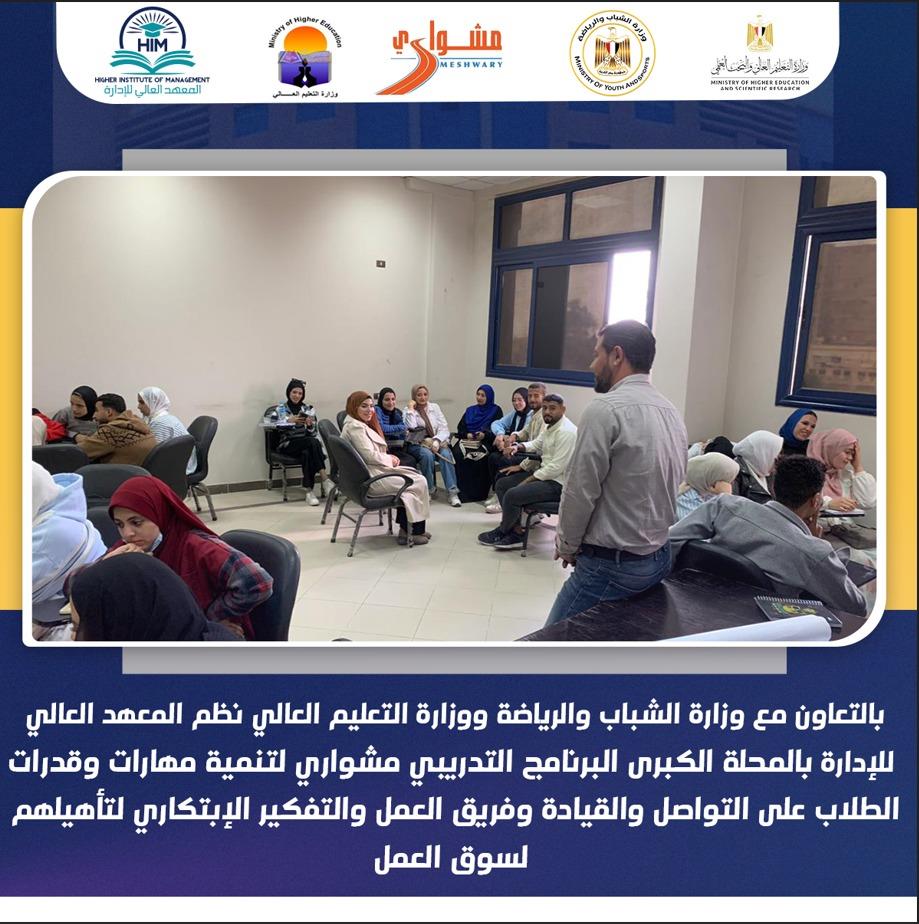 HIM
HIGHER INSTITUTE OF MANAGEMENT
المعهد العالي للإدارة
Ministry of Higher Education
وزارة التعليم العالي
مشواري
MESHWARY
وزارة الشباب والرياضة
MINISTRY OF YOUTH AND SPORTS
وزارة التعليم العالي والبحث العلمي
MINISTRY OF HIGHER EDUCATION
AND SCIENTIFIC RESEARCH
بالتعاون مع وزارة الشباب والرياضة ووزارة التعليم العالي نظم المعهد العالي
للإدارة بالمحلة الكبرى البرنامج التدريبي مشواري لتنمية مهارات وقدرات
الطلاب على التواصل والقيادة وفريق العمل والتفكير الإبتكاري لتأهيلهم
لسوق العمل